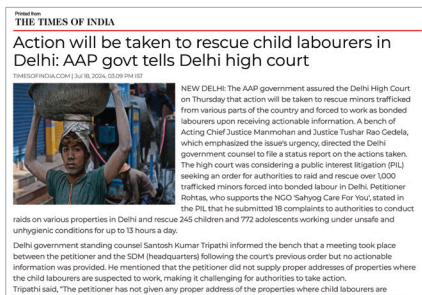 Printed from
THE TIMES OF INDIA
Action will be taken to rescue child labourers in
Delhi: AAP govt tells Delhi high court
TIMESOFINDIA.COM | Jul 18, 2024, 03.09 PM IST
NEW DELHI: The AAP government assured the Delhi High Court
on Thursday that action will be taken to rescue minors trafficked
from various parts of the country and forced to work as bonded
labourers upon receiving actionable information. A bench of
Acting Chief Justice Manmohan and Justice Tushar Rao Gedela,
which emphasized the issue's urgency, directed the Delhi
government counsel to file a status report on the actions taken.
The high court was considering a public interest litigation (PIL)
seeking an order for authorities to raid and rescue over 1,000
trafficked minors forced into bonded labour in Delhi. Petitioner
Rohtas, who supports the NGO 'Sahyog Care For You', stated in
the PIL that he submitted 18 complaints to authorities to conduct
raids on various properties in Delhi and rescue 245 children and 772 adolescents working under unsafe and
unhygienic conditions for up to 13 hours a day.
Delhi government standing counsel Santosh Kumar Tripathi informed the bench that a meeting took place
between the petitioner and the SDM (headquarters) following the court's previous order but no actionable
information was provided. He mentioned that the petitioner did not supply proper addresses of properties where
the child labourers are suspected to work, making it challenging for authorities to take action.
Tripathi said, "The petitioner has not given any proper address of the properties where child labourers are